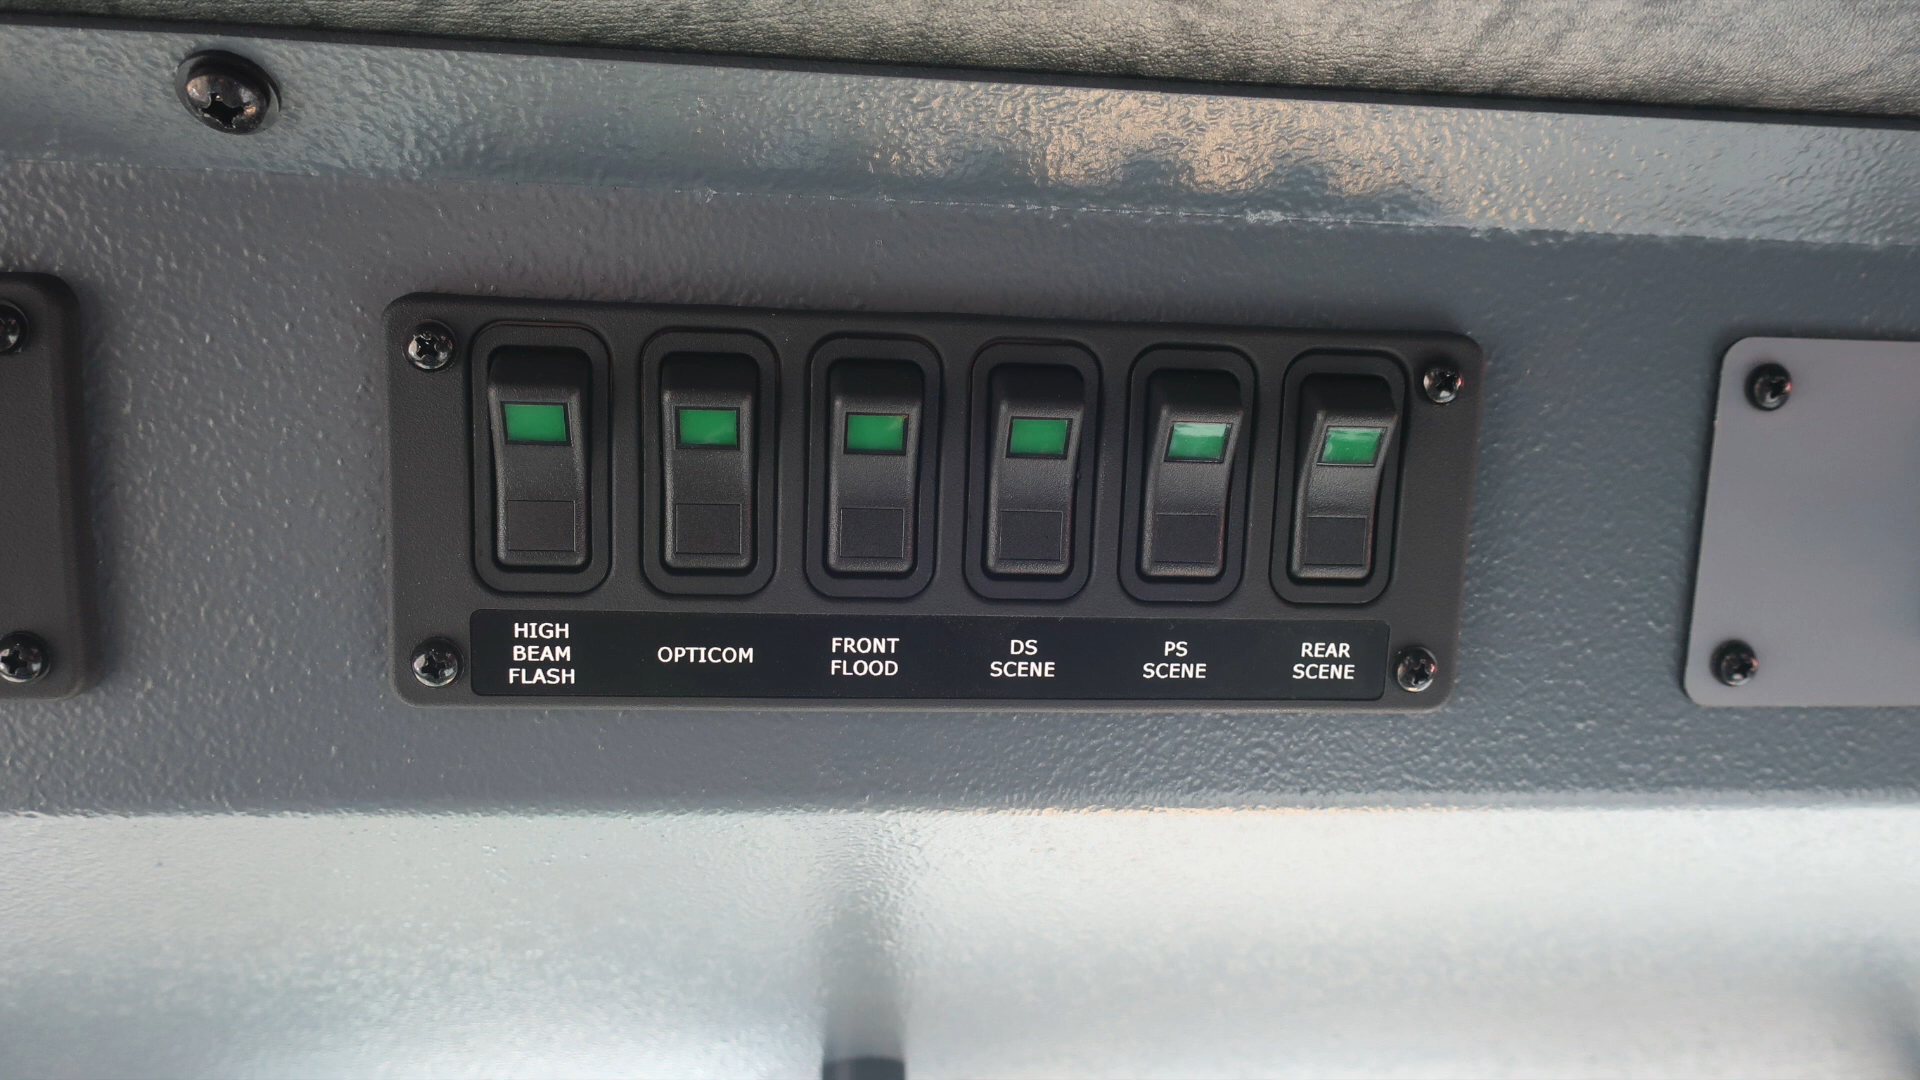 HIGH
BEAM
FLASH
OPTICOM
FRONT
FLOOD
DS
SCENE
PS
SCENE
REAR
SCENE